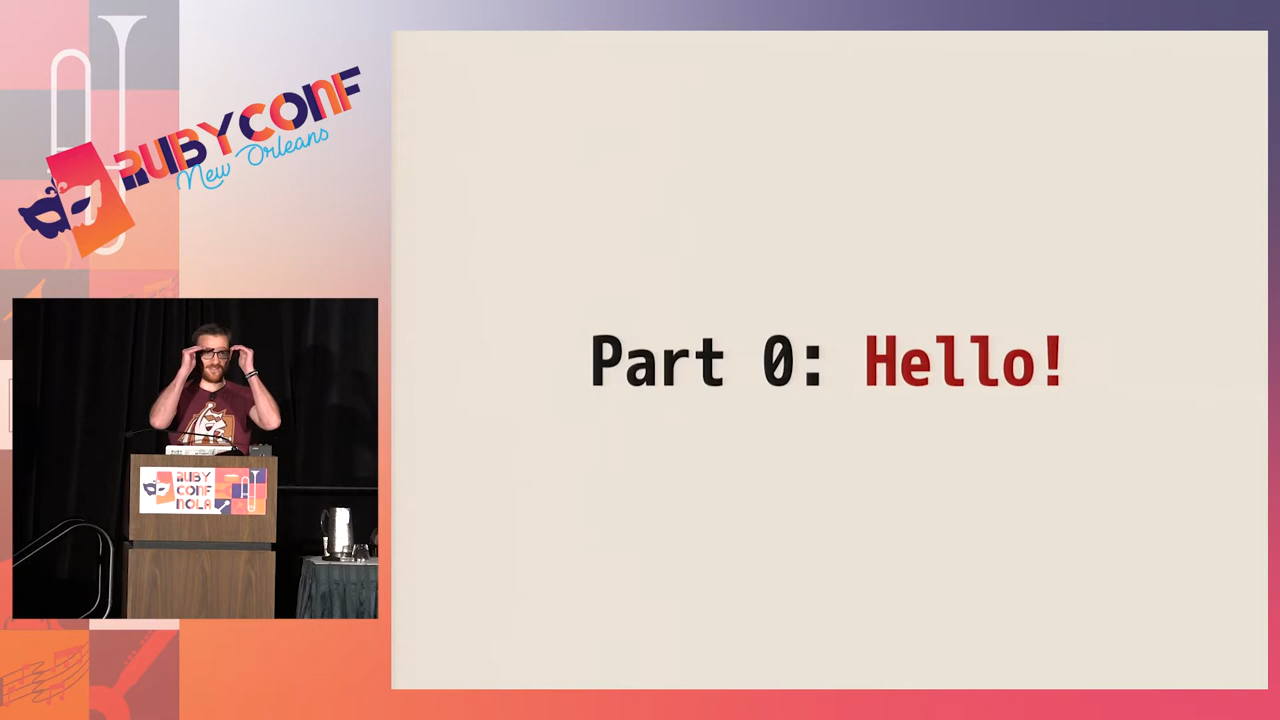 RUBYCONF
New Orleans
Part 0: Hello!
RUBY
CONF
NOLA